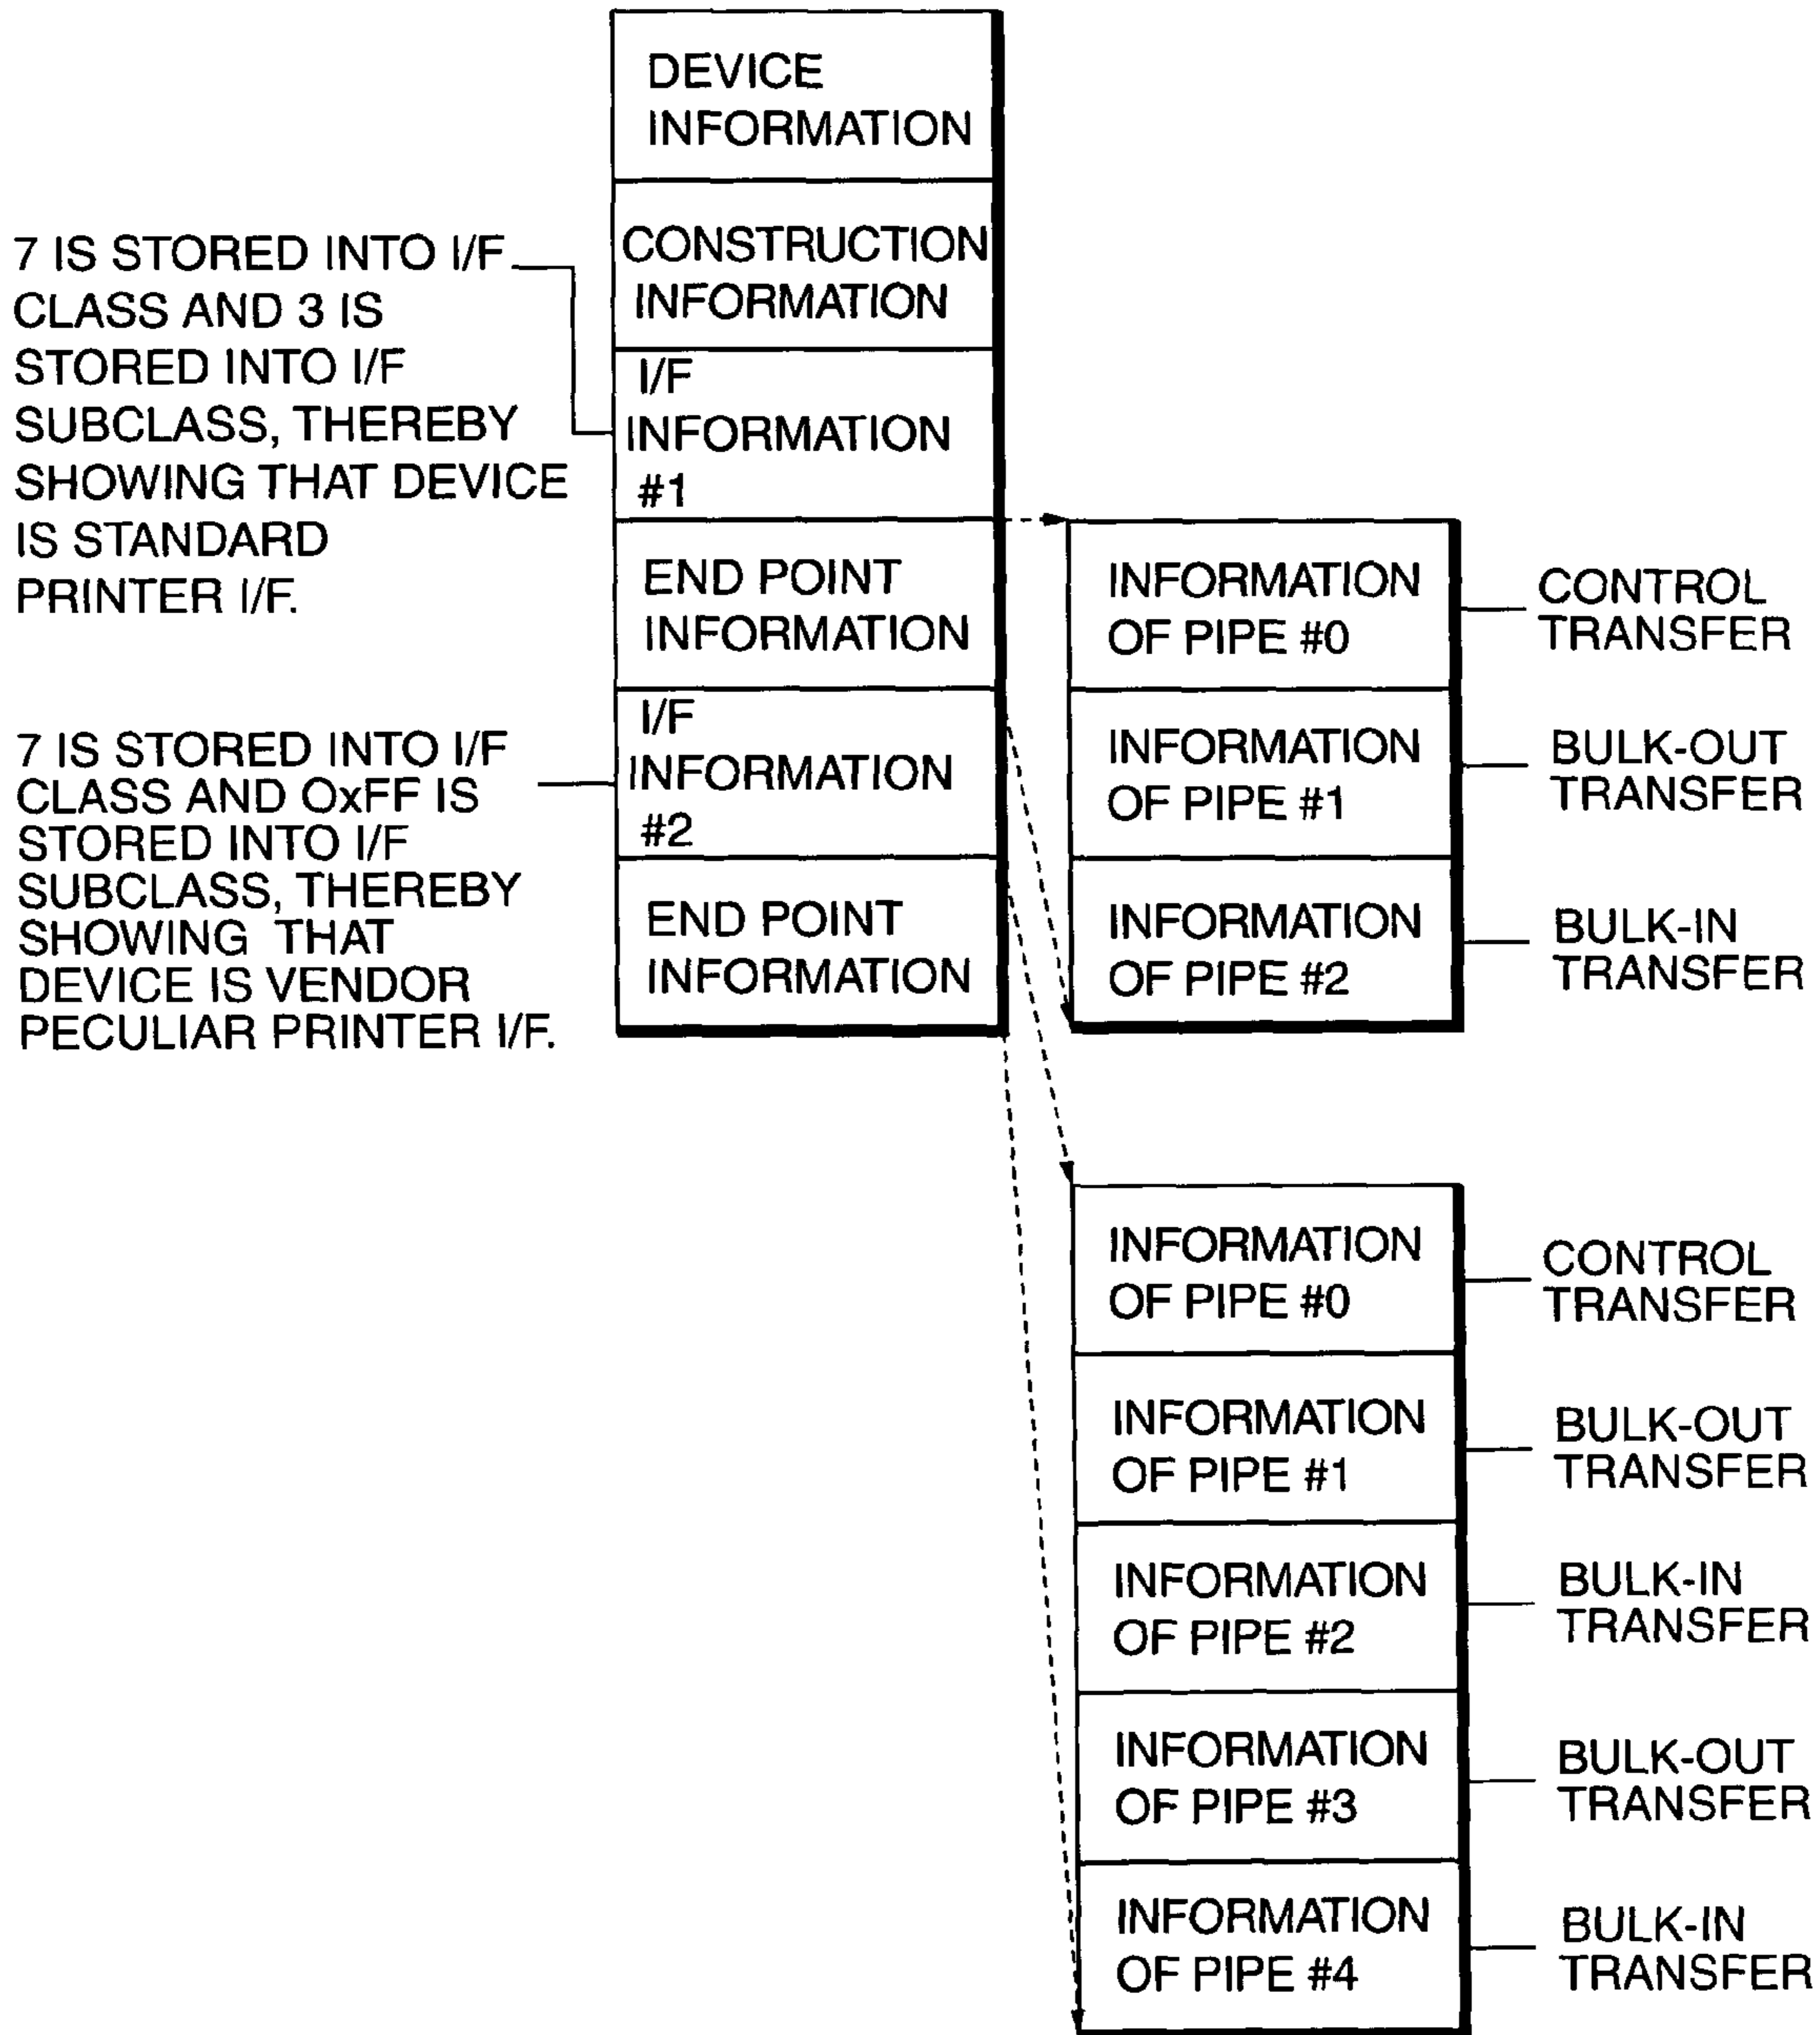 DEVICE
INFORMATION
CONSTRUCTION
INFORMATION
I/F
INFORMATION
#1
END POINT
INFORMATION
I/F
INFORMATION
#2
END POINT
INFORMATION
7 IS STORED INTO I/F
CLASS AND 3 IS
STORED INTO I/F
SUBCLASS, THEREBY
SHOWING THAT DEVICE
IS STANDARD
PRINTER I/F.
7 IS STORED INTO I/F
CLASS AND OxFF IS
STORED INTO I/F
SUBCLASS, THEREBY
SHOWING THAT
DEVICE IS VENDOR
PECULIAR PRINTER I/F.
INFORMATION
OF PIPE #0
CONTROL
TRANSFER
INFORMATION
OF PIPE #1
BULK-OUT
TRANSFER
INFORMATION
OF PIPE #2
BULK-IN
TRANSFER
INFORMATION
OF PIPE #0
CONTROL
TRANSFER
INFORMATION
OF PIPE #1
BULK-OUT
TRANSFER
INFORMATION
OF PIPE #2
BULK-IN
TRANSFER
INFORMATION
OF PIPE #3
BULK-OUT
TRANSFER
INFORMATION
OF PIPE #4
BULK-IN
TRANSFER